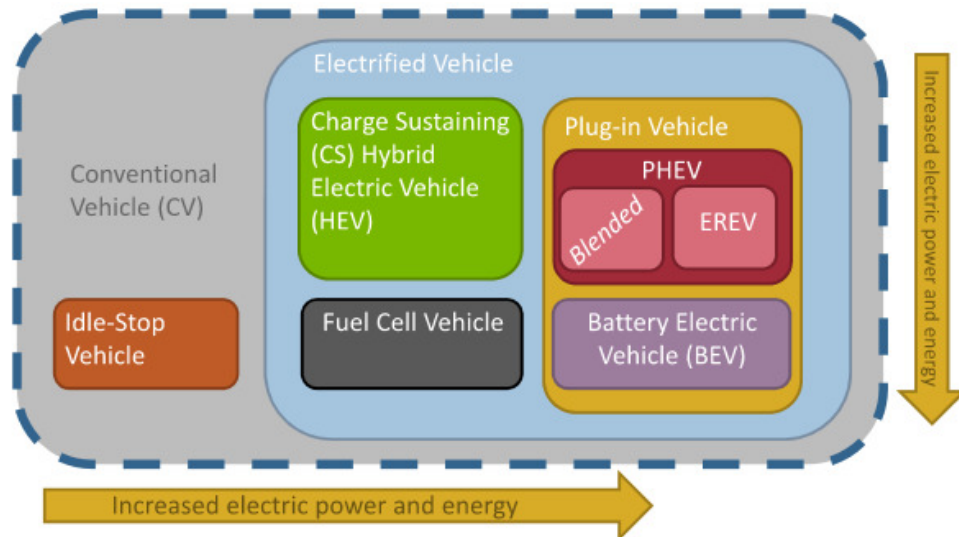 Electrified Vehicle
Charge Sustaining
(CS) Hybrid
Electric Vehicle
(HEV)
Plug-in Vehicle
PHEV
Blended
EREV
Conventional
Vehicle (CV)
Idle-Stop
Vehicle
Fuel Cell Vehicle
Battery Electric
Vehicle (BEV)
Increased electric power and energy
Increased electric power and energy